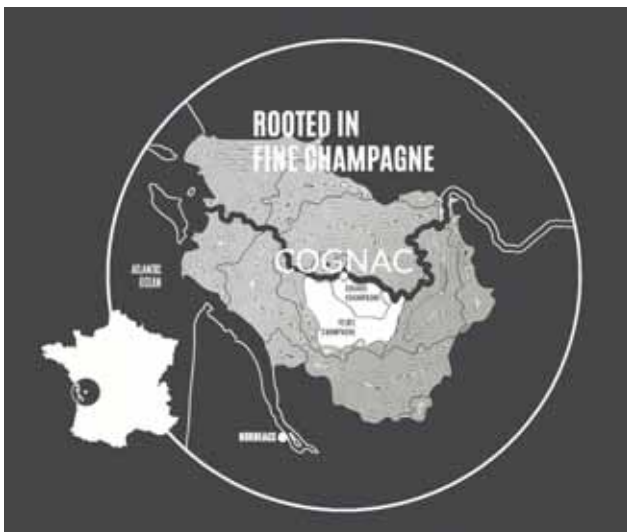 ROOTED IN
FINE CHAMPAGNE
COGNAC
ATLANTIC
OCEAN
GRANDE
CHAMPAGNE
PETITE
CHAMPAGNE
BORDEAUX